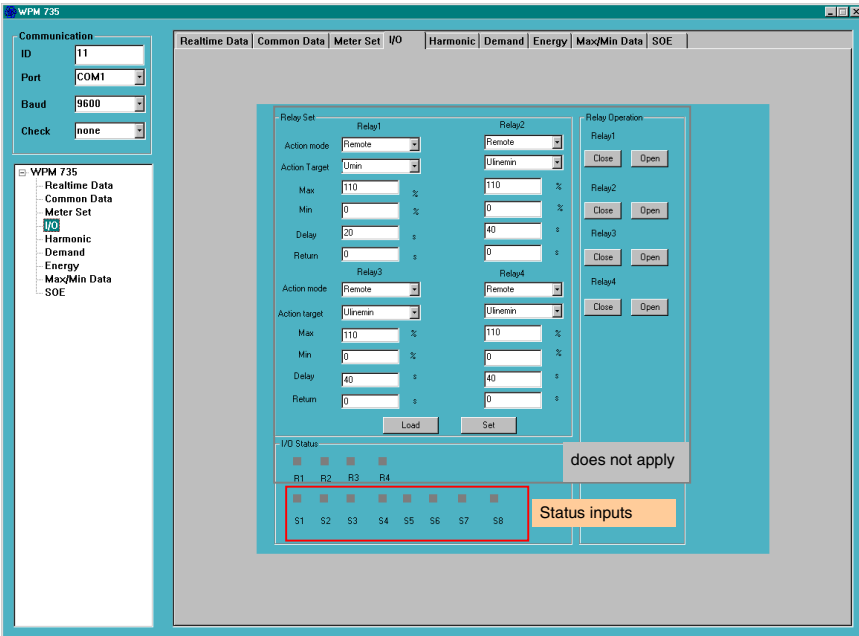 WPM 735
Communication
ID 11
Port COM1
Baud 9600
Check none
WPM 735
Realtime Data
Common Data
Meter Set
I/O
Harmonic
Demand
Energy
Max/Min Data
SOE
Realtime Data Common Data Meter Set I/O Harmonic Demand Energy Max/Min Data SOE
Relay Set
Relay1 Relay2
Action mode Remote Remote
Action Target Umin Ulinemin
Max 110 % 110 %
Min 0 % 0 %
Delay 20 s 40 s
Return 0 s 0 s
Relay3 Relay4
Action mode Remote Remote
Action target Ulinemin Ulinemin
Max 110 % 110 %
Min 0 % 0 %
Delay 40 s 40 s
Return 0 s 0 s
Load Set
Relay Operation
Relay1
Close Open
Relay2
Close Open
Relay3
Close Open
Relay4
Close Open
I/O Status
does not apply
R1 R2 R3 R4
Status inputs
S1 S2 S3 S4 S5 S6 S7 S8